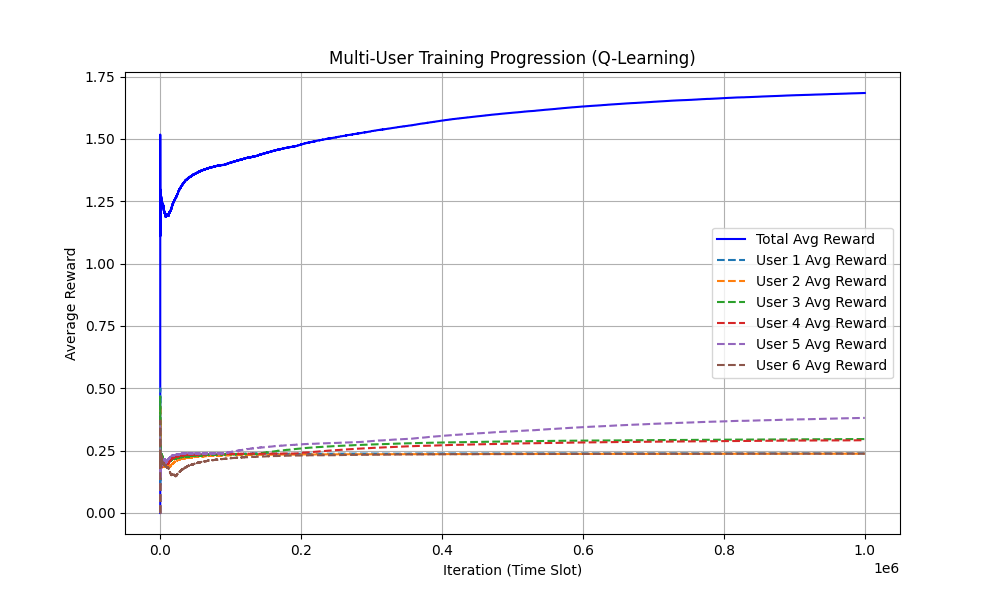 Multi-User Training Progression (Q-Learning)
Average Reward
1.75
1.50
1.25
1.00
0.75
0.50
0.25
0.00
Total Avg Reward
User 1 Avg Reward
User 2 Avg Reward
User 3 Avg Reward
User 4 Avg Reward
User 5 Avg Reward
User 6 Avg Reward
0.0 0.2 0.4 0.6 0.8 1.0
1e6
Iteration (Time Slot)